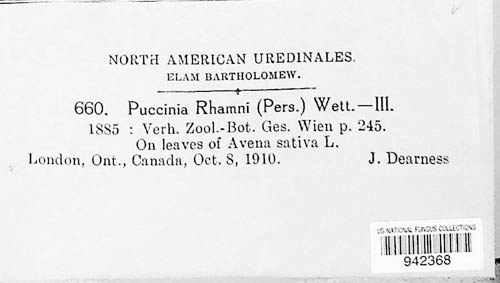 NORTH AMERICAN UREDINALES.
ELAM BARTHOLOMEW.
660. Puccinia Rhamni (Pers.) Wett.—III.
1885 : Verh. Zool.-Bot. Ges. Wien p. 245.
On leaves of Avena sativa L.
London, Ont., Canada, Oct. 8, 1910. J. Dearness
US NATIONAL FUNGUS COLLECTIONS
942368